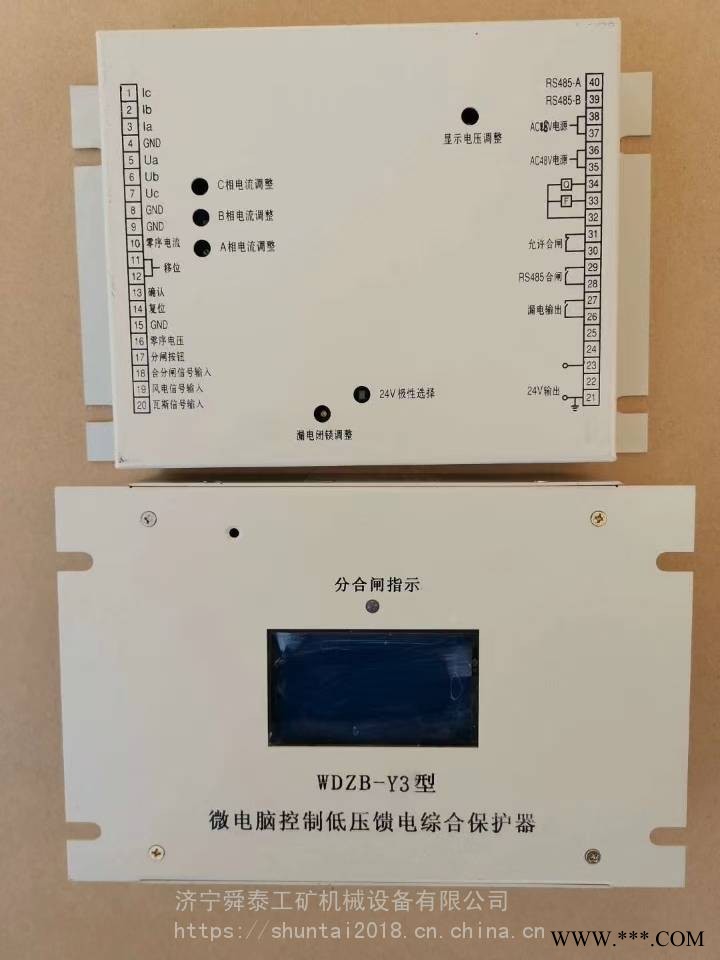 1 Ic
2 Ib
3 Ia
4 GND
5 Ua
6 Ub
7 Uc
8 GND
9 GND
10 零序电流
11
12
移位
13 确认
14 复位
15 GND
16 零序电压
17 分闸按钮
18 合分闸信号输入
19 风电信号输入
20 瓦斯信号输入
C相电流调整
B相电流调整
A相电流调整
显示电压调整
24V极性选择
漏电闭锁调整
RS485-A 40
RS485-B 39
38
37
36
AC48V电源
35
Q 34
F 33
32
31
允许合闸
30
29
RS485合闸
28
27
漏电输出
26
25
24
23
22
24V输出
21
分合闸指示
WDZB-Y3型
微电脑控制低压馈电综合保护器
济宁舜泰工矿机械设备有限公司
https://shuntai2018.cn.china.cn
WWW.***.COM